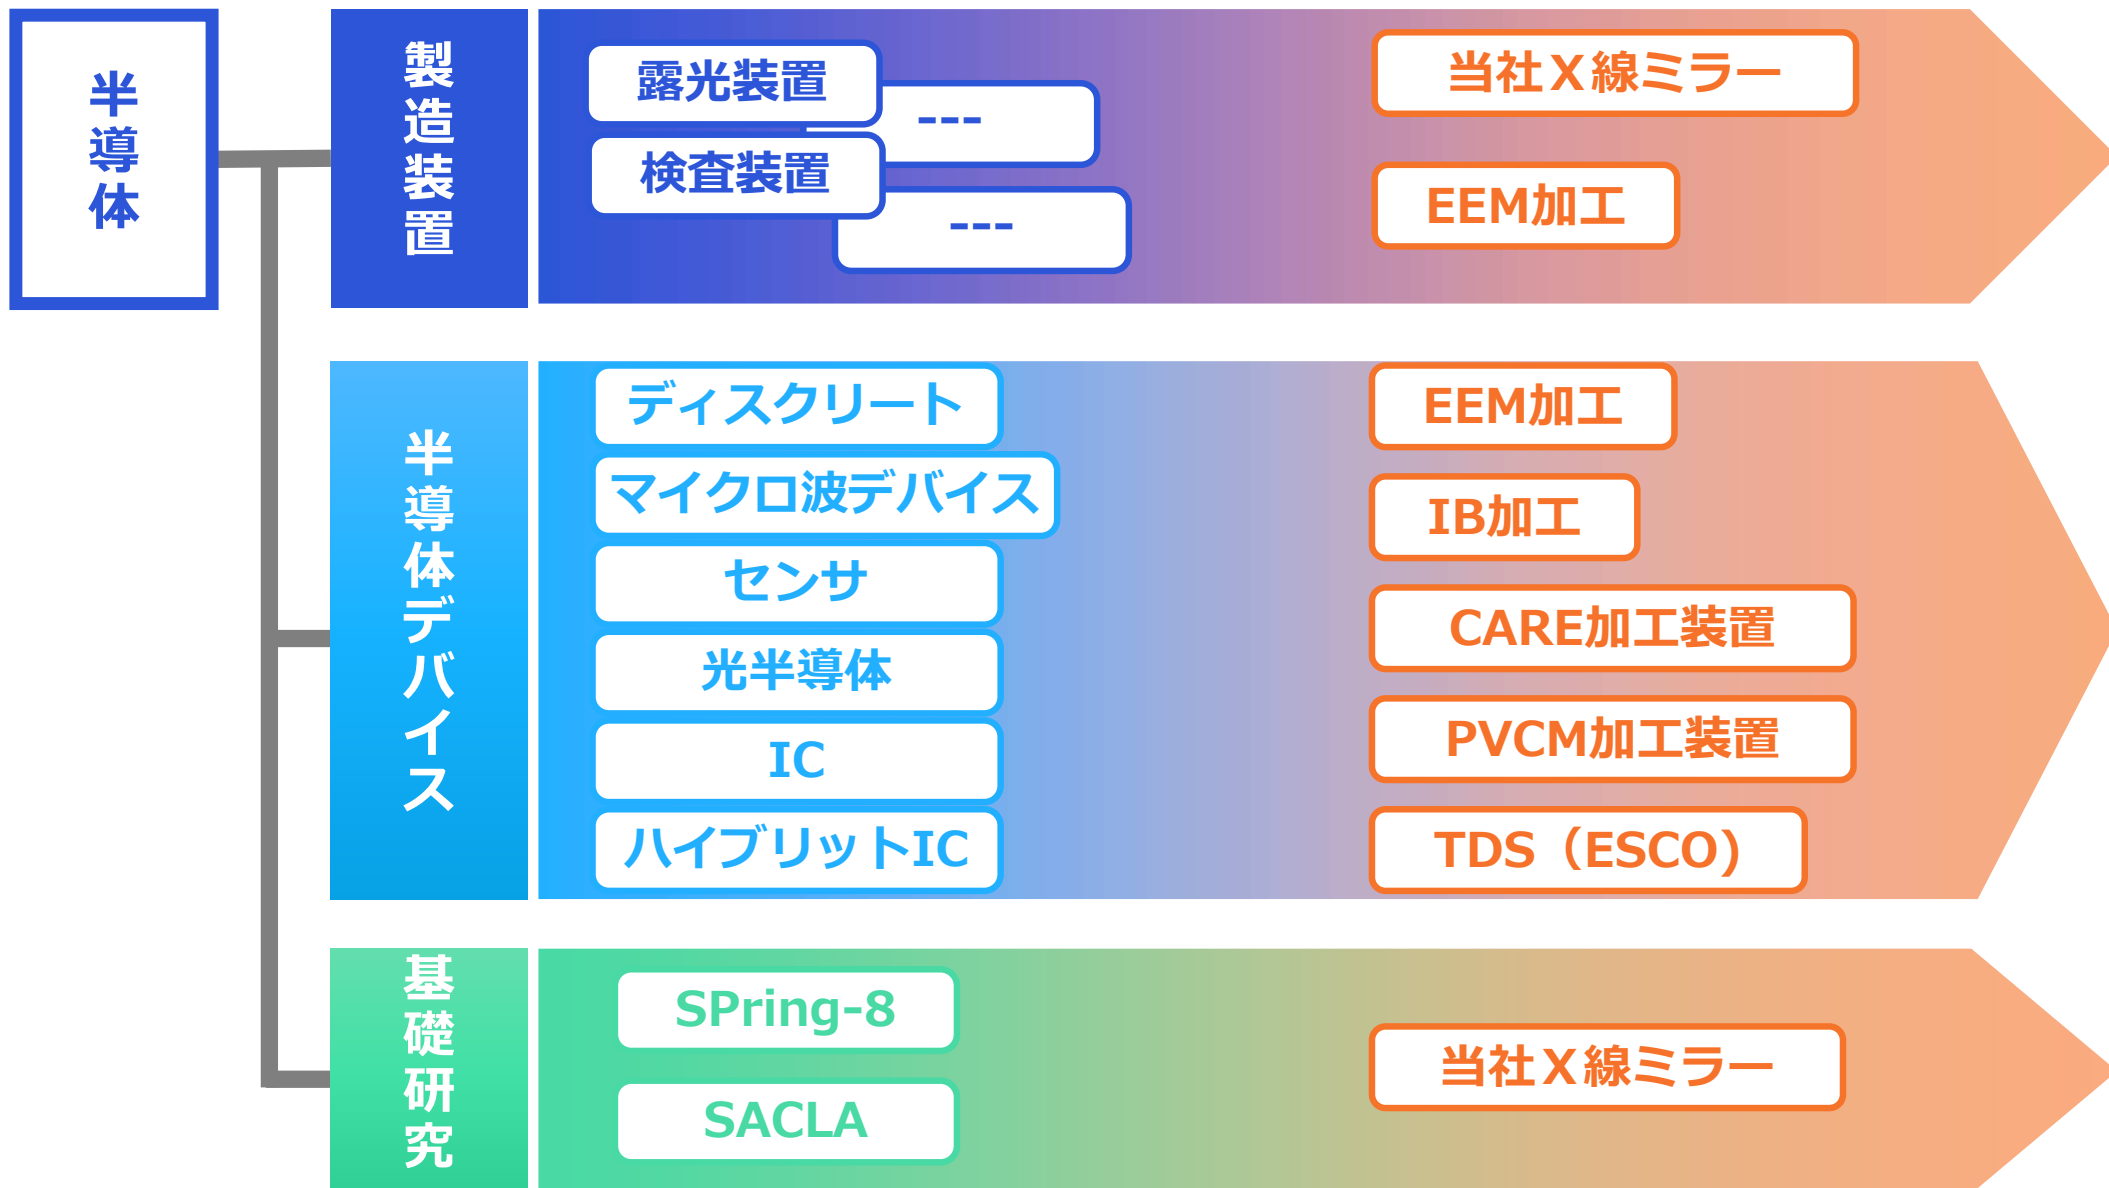 半導体
製造装置
露光装置
---
検査装置
---
当社X線ミラー
EEM加工
半導体デバイス
ディスクリート
マイクロ波デバイス
センサ
光半導体
IC
ハイブリットIC
EEM加工
IB加工
CARE加工装置
PVCM加工装置
TDS（ESCO）
基礎研究
SPring-8
SACLA
当社X線ミラー